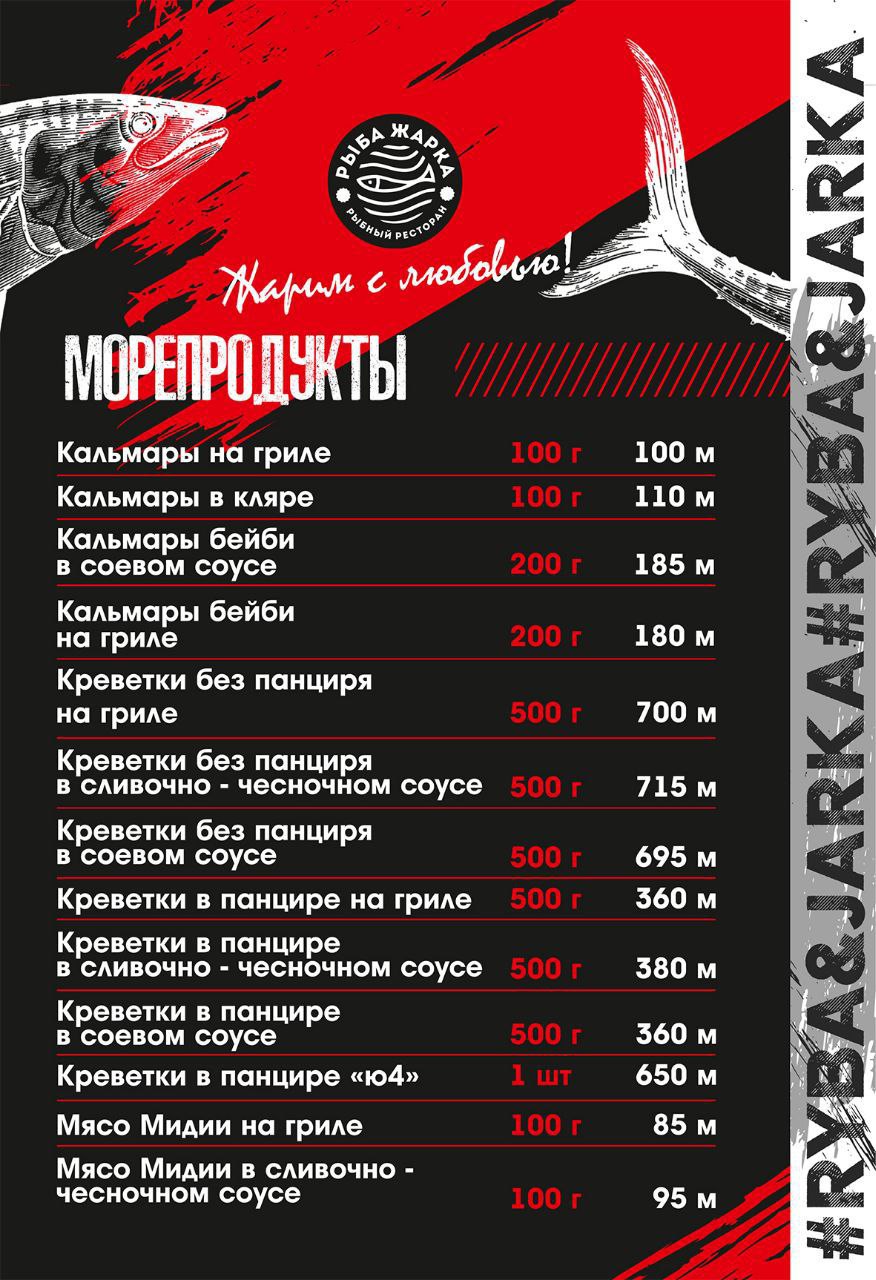 РЫБА ЖАРКА
РЫБНЫЙ РЕСТОРАН
Жарим с любовью!
МОРЕПРОДУКТЫ
Кальмары на гриле 100 г 100 м
Кальмары в кляре 100 г 110 м
Кальмары бейби
в соевом соусе 200 г 185 м
Кальмары бейби
на гриле 200 г 180 м
Креветки без панциря
на гриле 500 г 700 м
Креветки без панциря
в сливочно - чесночном соусе 500 г 715 м
Креветки без панциря
в соевом соусе 500 г 695 м
Креветки в панцире на гриле 500 г 360 м
Креветки в панцире
в сливочно - чесночном соусе 500 г 380 м
Креветки в панцире
в соевом соусе 500 г 360 м
Креветки в панцире «ю4» 1 шт 650 м
Мясо Мидии на гриле 100 г 85 м
Мясо Мидии в сливочно -
чесночном соусе 100 г 95 м
#RYBA&JARKA#RYBA&JARKA